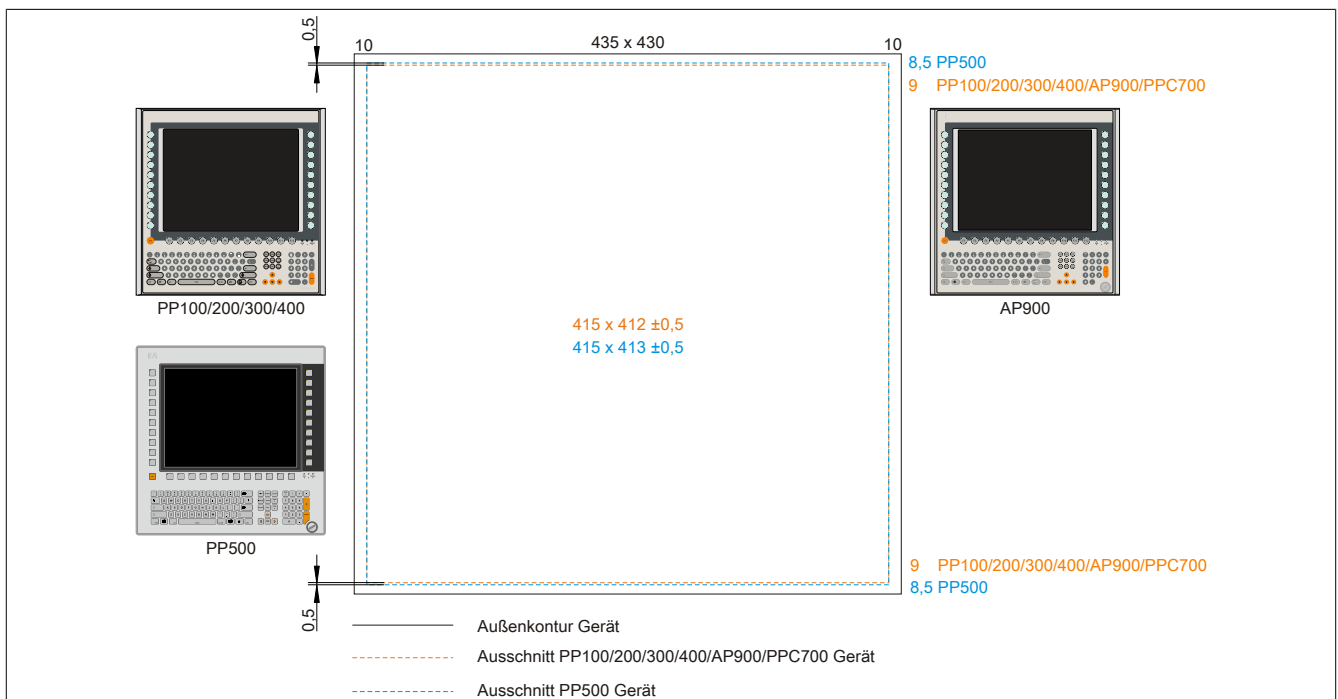 0,5
10
435 x 430
10
8,5 PP500
9 PP100/200/300/400/AP900/PPC700
PP100/200/300/400
AP900
415 x 412 ±0,5
415 x 413 ±0,5
PP500
9 PP100/200/300/400/AP900/PPC700
8,5 PP500
0,5
Außenkontur Gerät
Ausschnitt PP100/200/300/400/AP900/PPC700 Gerät
Ausschnitt PP500 Gerät